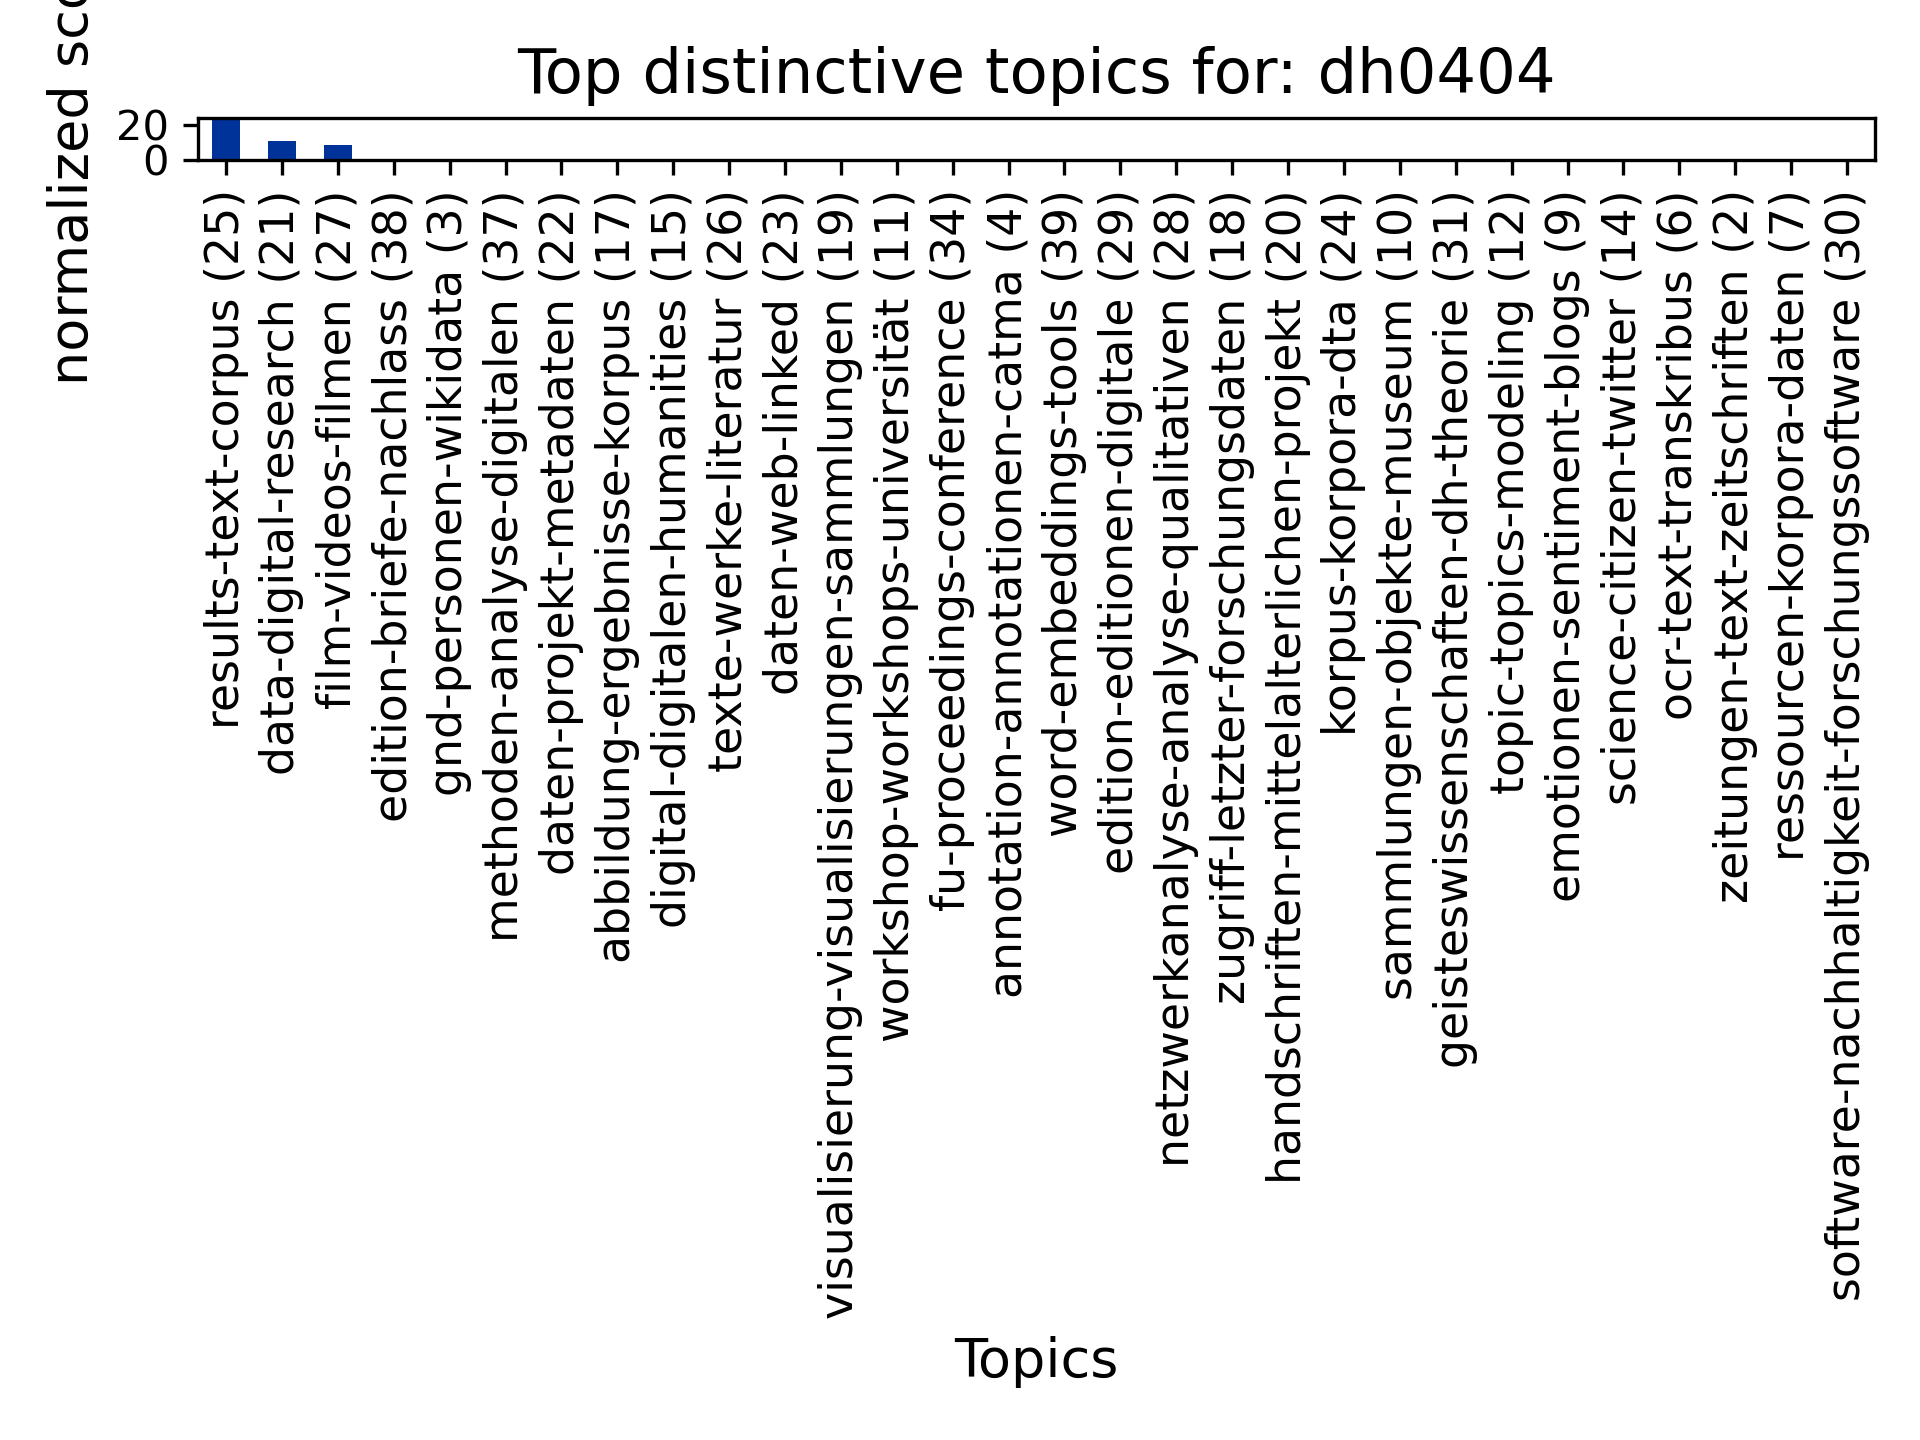 Top distinctive topics for: dh0404
normalized
20
0
results-text-corpus (25)
data-digital-research (21)
film-videos-filmen (27)
edition-briefe-nachlass (38)
gnd-personen-wikidata (3)
methoden-analyse-digitalen (37)
daten-projekt-metadaten (22)
abbildung-ergebnisse-korpus (17)
digital-digitalen-humanities (15)
texte-werke-literatur (26)
daten-web-linked (23)
visualisierung-visualisierungen-sammlungen (19)
workshop-workshops-universität (11)
fu-proceedings-conference (34)
annotation-annotationen-catma (4)
word-embeddings-tools (39)
edition-editionen-digitale (29)
netzwerkanalyse-analyse-qualitativen (28)
zugriff-letzter-forschungsdaten (18)
handschriften-mittelalterlichen-projekt (20)
korpus-korpora-dta (24)
sammlungen-objekte-museum (10)
geisteswissenschaften-dh-theorie (31)
topic-topics-modeling (12)
emotionen-sentiment-blogs (9)
science-citizen-twitter (14)
ocr-text-transkribus (6)
zeitungen-text-zeitschriften (2)
ressourcen-korpora-daten (7)
software-nachhaltigkeit-forschungssoftware (30)
Topics